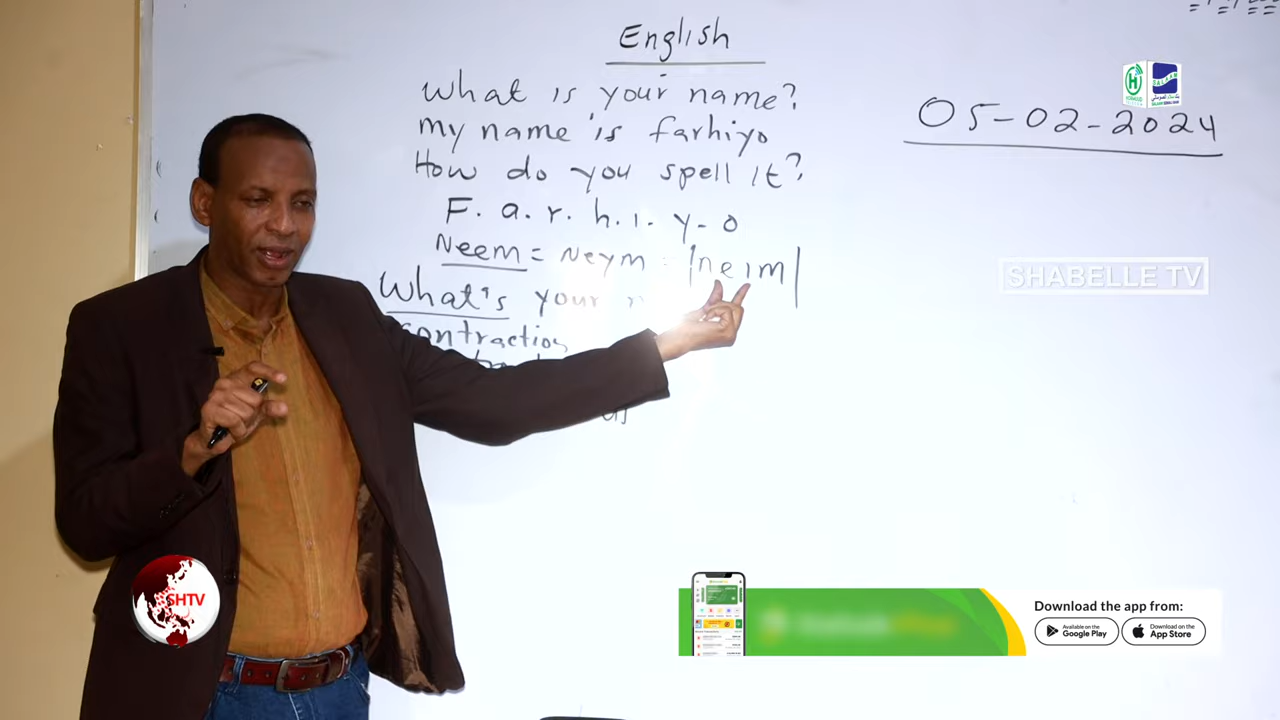 English
What is your name?
my name is farhiyo
How do you spell it?
F. a. r. h. i. y - o
Neem = Neym = |neim|
What's your
contraction
05-02-2024
SHABELLE TV
SHTV
Download the app from:
Available on the
Google Play
Download on the
App Store